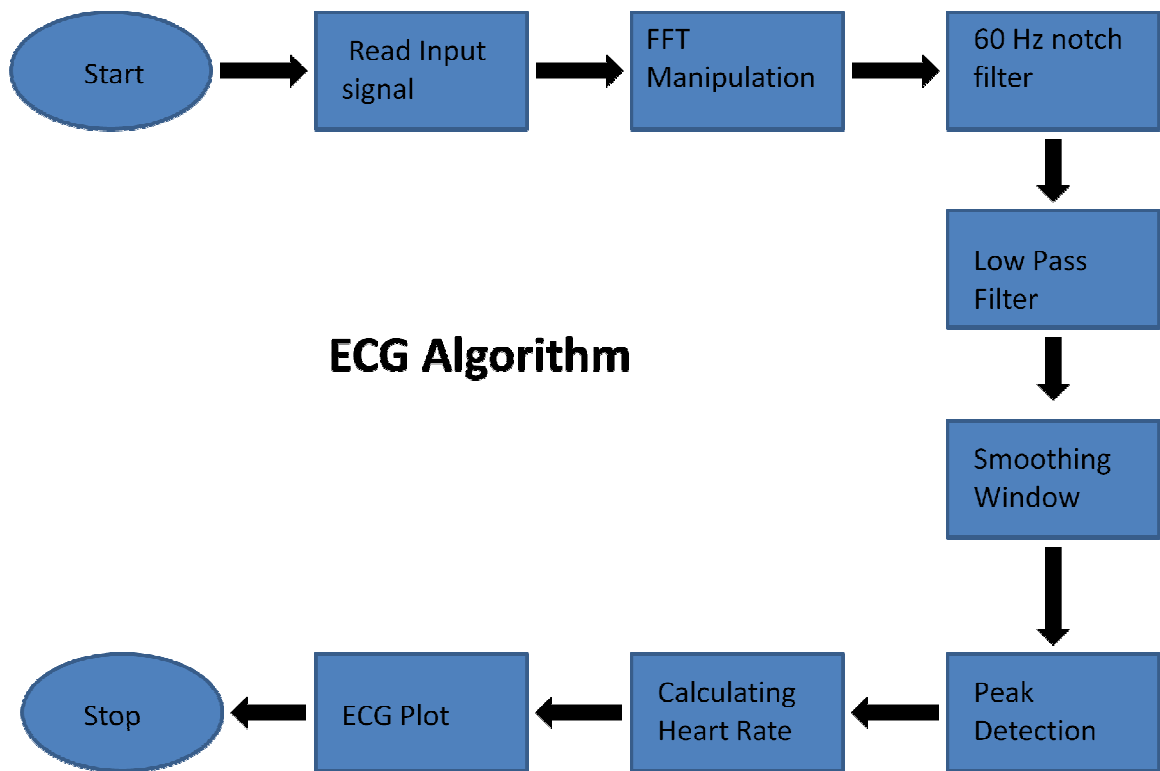 Start
Read Input
signal
FFT
Manipulation
60 Hz notch
filter
Low Pass
Filter
ECG Algorithm
Smoothing
Window
Peak
Detection
Calculating
Heart Rate
ECG Plot
Stop